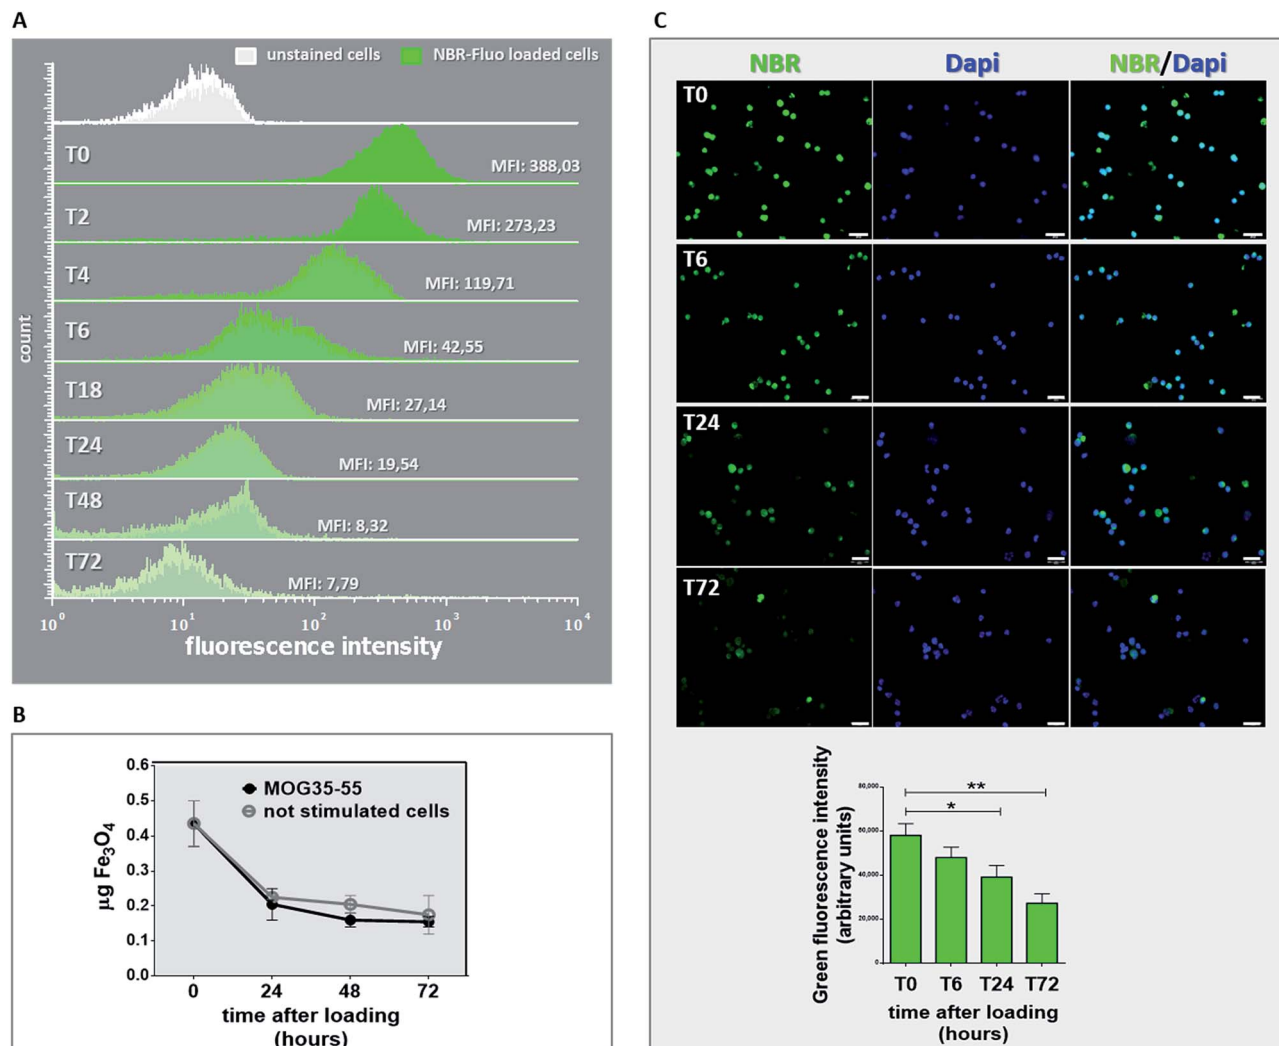 A
unstained cells NBR-Fluo loaded cells
T0
MFI: 388,03
T2
MFI: 273,23
T4
MFI: 119,71
T6
MFI: 42,55
T18
MFI: 27,14
T24
MFI: 19,54
T48
MFI: 8,32
T72
MFI: 7,79
count
10⁰ 10¹ 10² 10³ 10⁴
fluorescence intensity
B
0.6
0.5
0.4
0.3
0.2
0.1
0.0
µg Fe₃O₄
MOG35-55
not stimulated cells
0 24 48 72
time after loading
(hours)
C
NBR Dapi NBR/Dapi
T0
T6
T24
T72
Green fluorescence intensity
(arbitrary units)
80,000
60,000
40,000
20,000
0
**
*
T0 T6 T24 T72
time after loading
(hours)